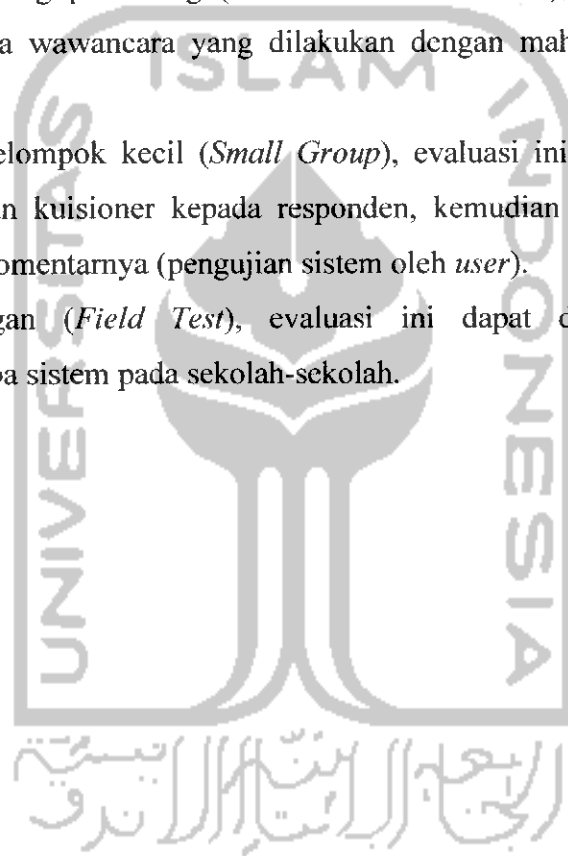 a wawancara yang dilakukan dengan mah
elompok kecil (Small Group), evaluasi ini
n kuisioner kepada responden, kemudian
omentarnya (pengujian sistem oleh user).
gan (Field Test), evaluasi ini dapat d
a sistem pada sekolah-sekolah.
ISLAM
UNIVERSITAS
INDONESIA